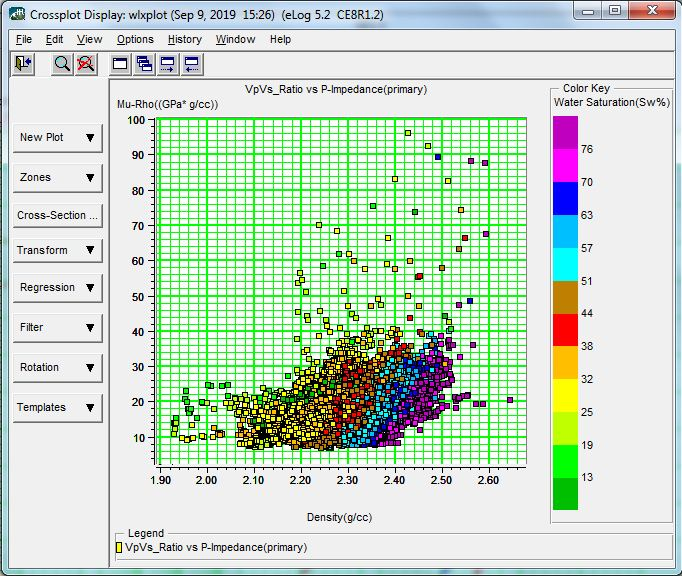 Crossplot Display: wlxplot (Sep 9, 2019 15:26) (eLog 5.2 CE8R1.2)
File Edit View Options History Window Help
VpVs_Ratio vs P-Impedance(primary)
Mu-Rho((GPa* g/cc))
100
90
80
70
60
50
40
30
20
10
1.90 2.00 2.10 2.20 2.30 2.40 2.50 2.60
Density(g/cc)
New Plot
Zones
Cross-Section ...
Transform
Regression
Filter
Rotation
Templates
Color Key
Water Saturation(Sw%)
76
70
63
57
51
44
38
32
25
19
13
Legend
VpVs_Ratio vs P-Impedance(primary)